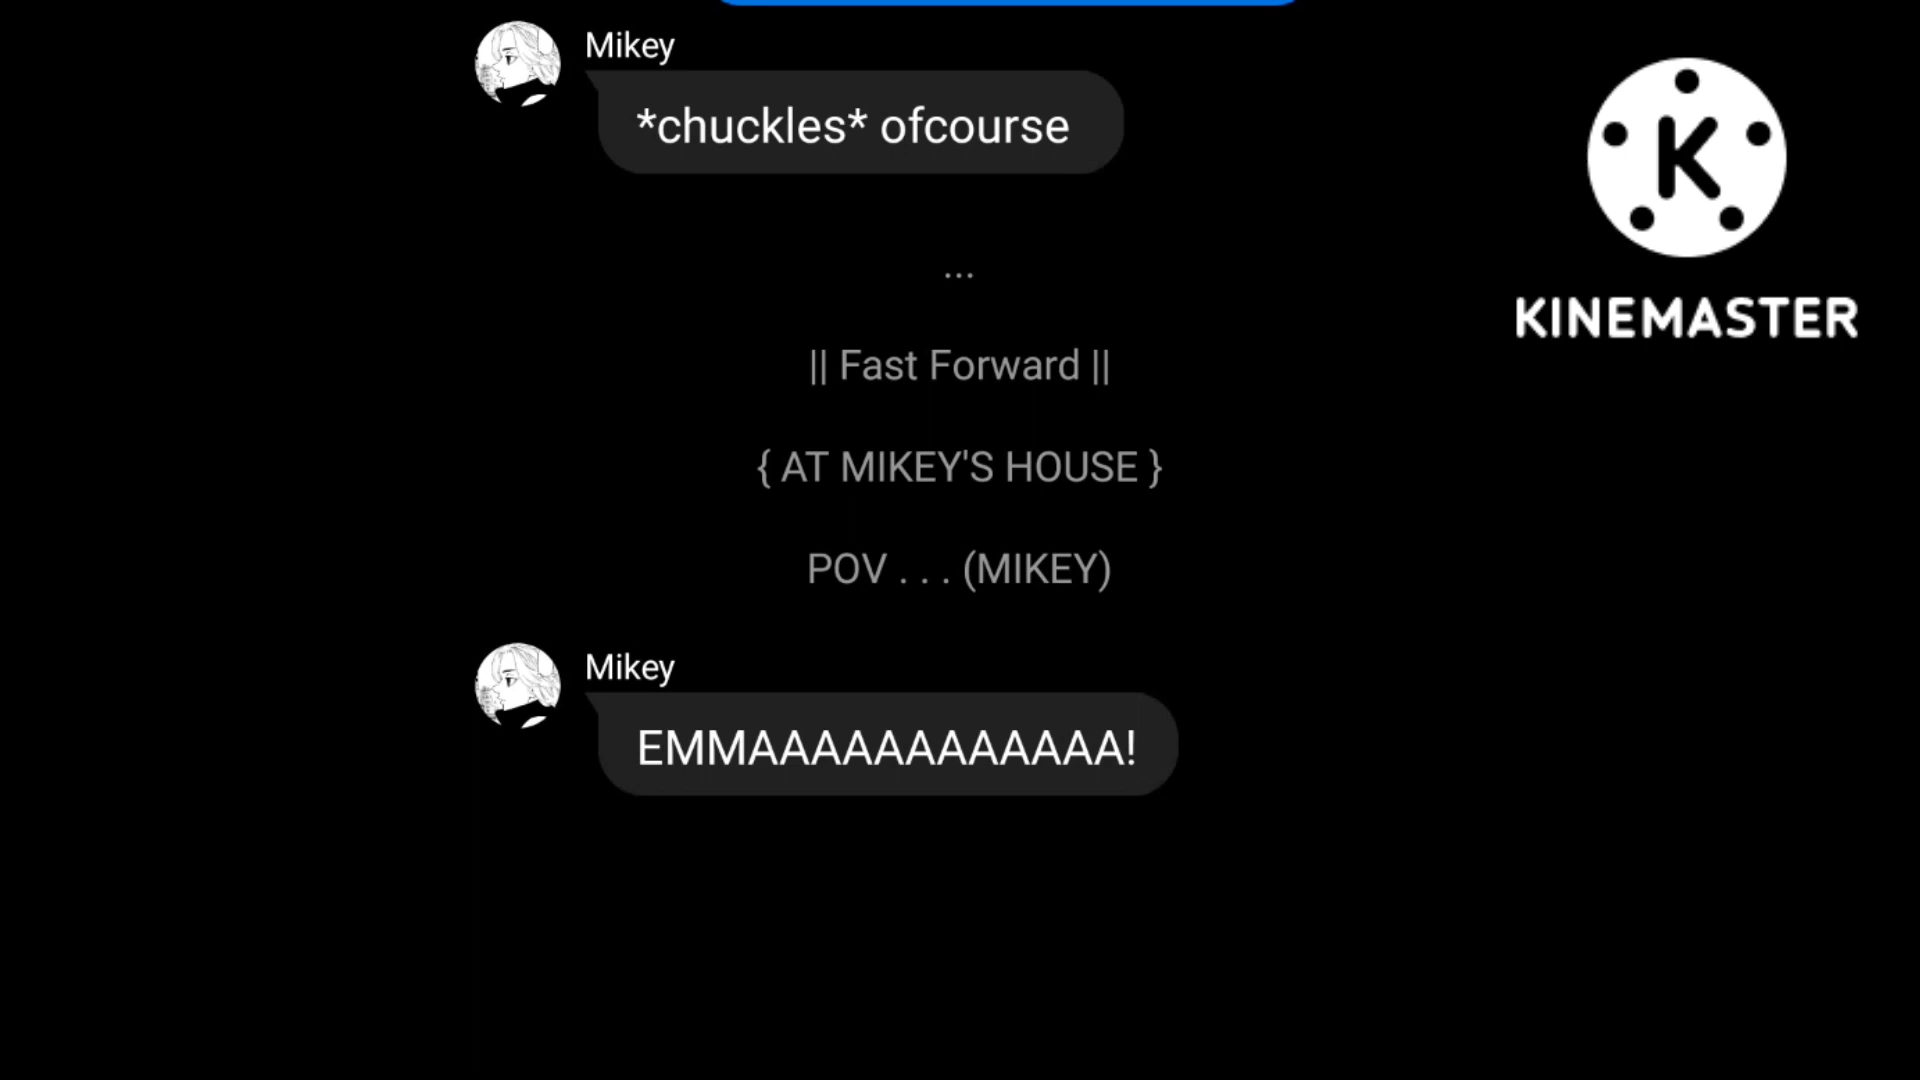 Mikey
*chuckles* ofcourse
...
|| Fast Forward ||
{ AT MIKEY'S HOUSE }
POV . . . (MIKEY)
Mikey
EMMAAAAAAAAAAAA!
K
KINEMASTER